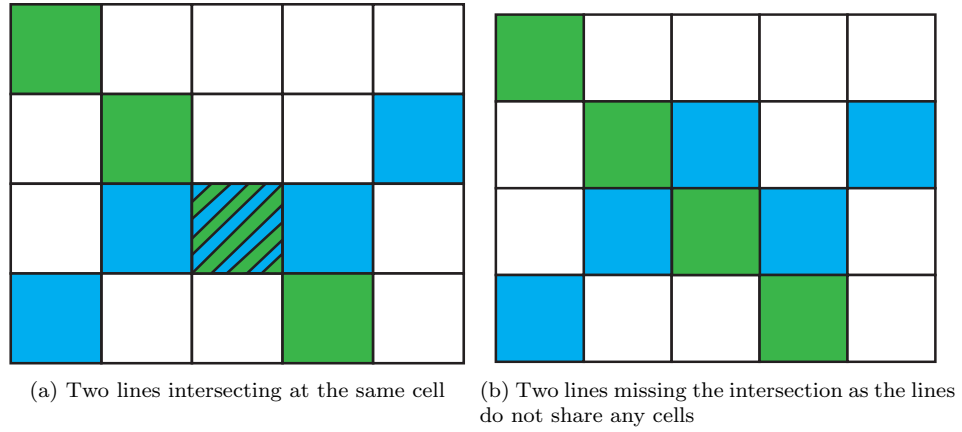 (a) Two lines intersecting at the same cell
(b) Two lines missing the intersection as the lines
do not share any cells